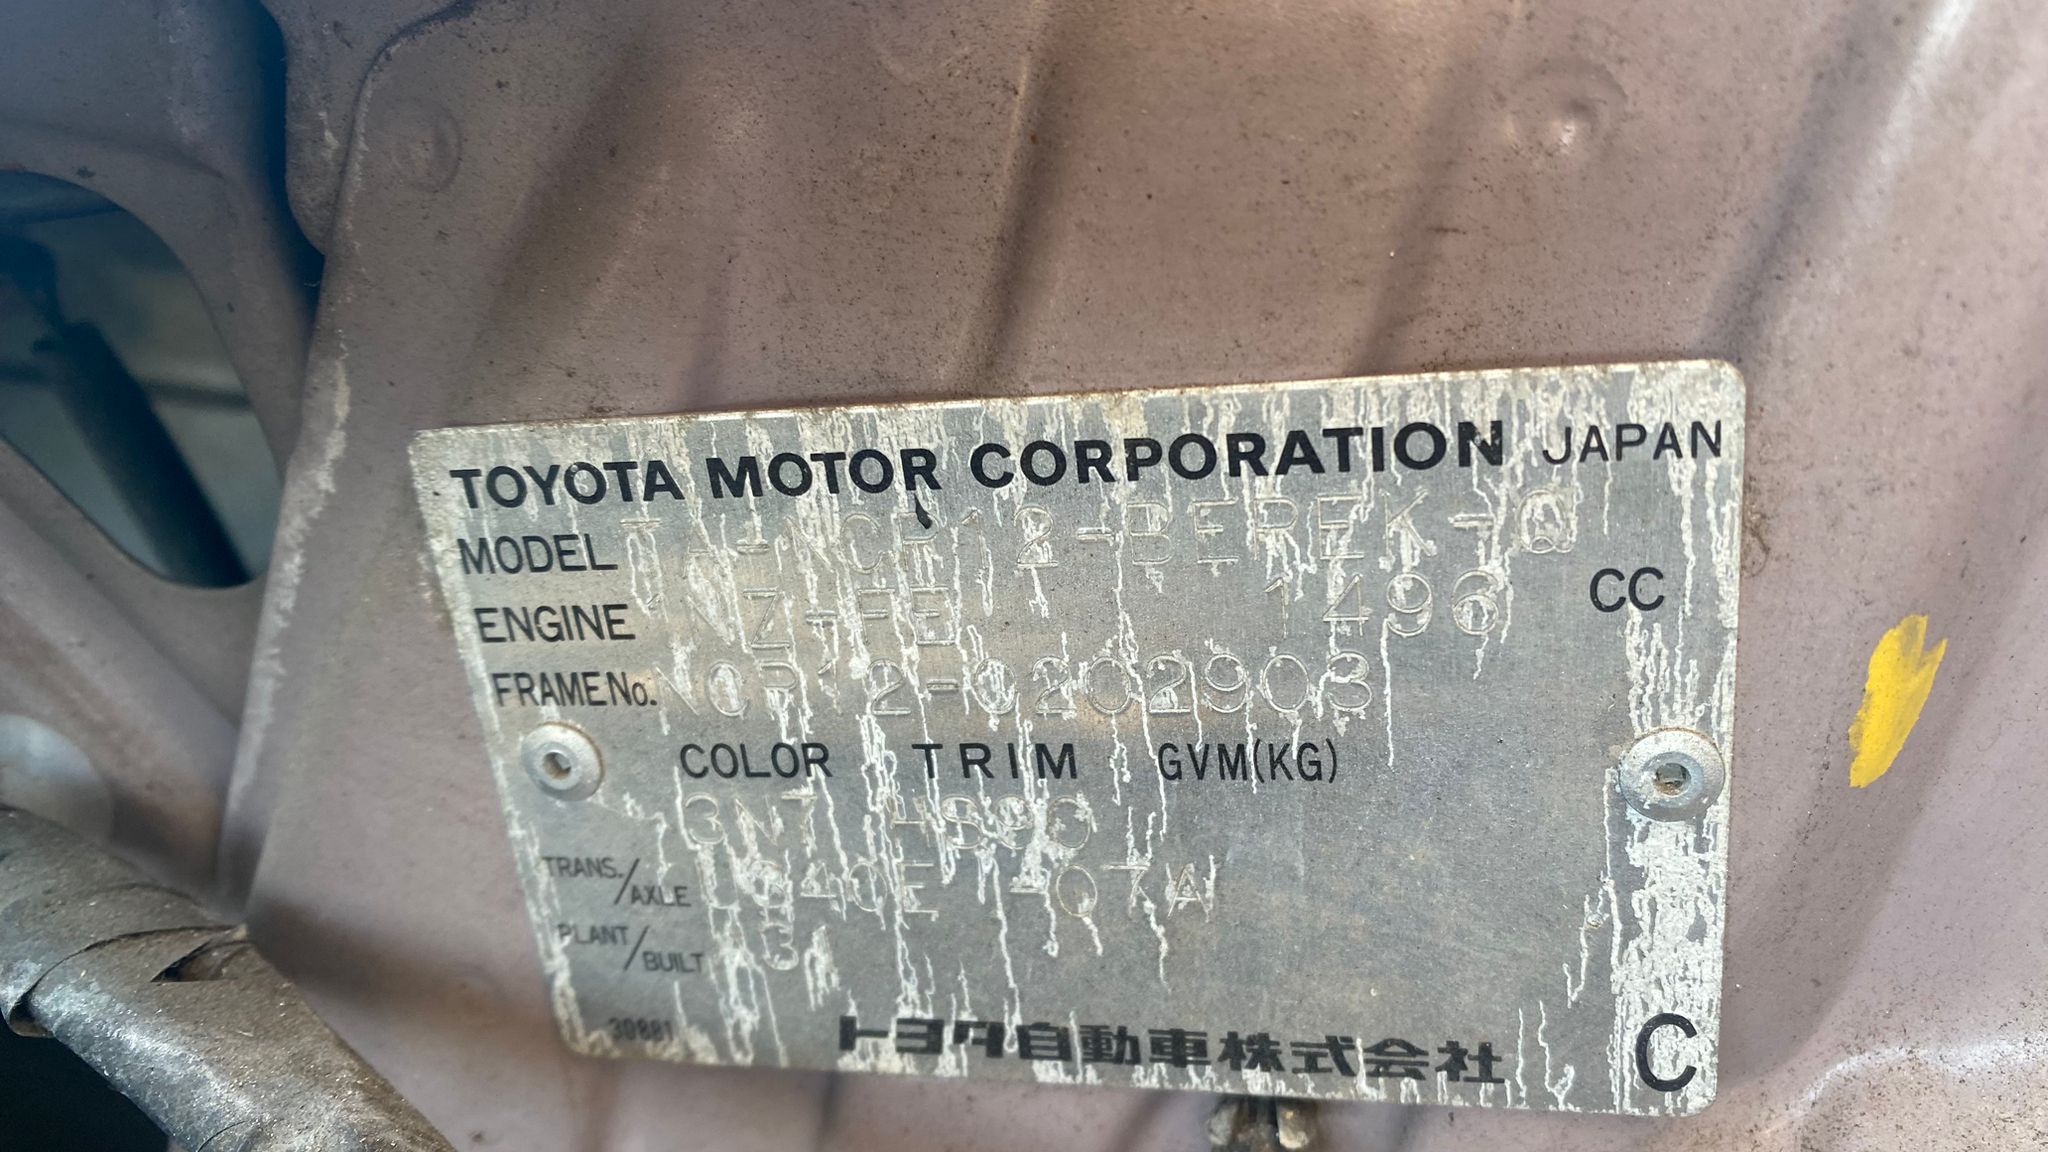 TOYOTA MOTOR CORPORATION JAPAN
MODEL TA-NCP12-BEPEK-Q
ENGINE 1NZ-FE 1496 CC
FRAME No. NCP12-0202903
COLOR TRIM GVM(KG)
3N7
TRANS./AXLE U340E -07A
PLANT/BUILT
30881
トヨタ自動車株式会社
C